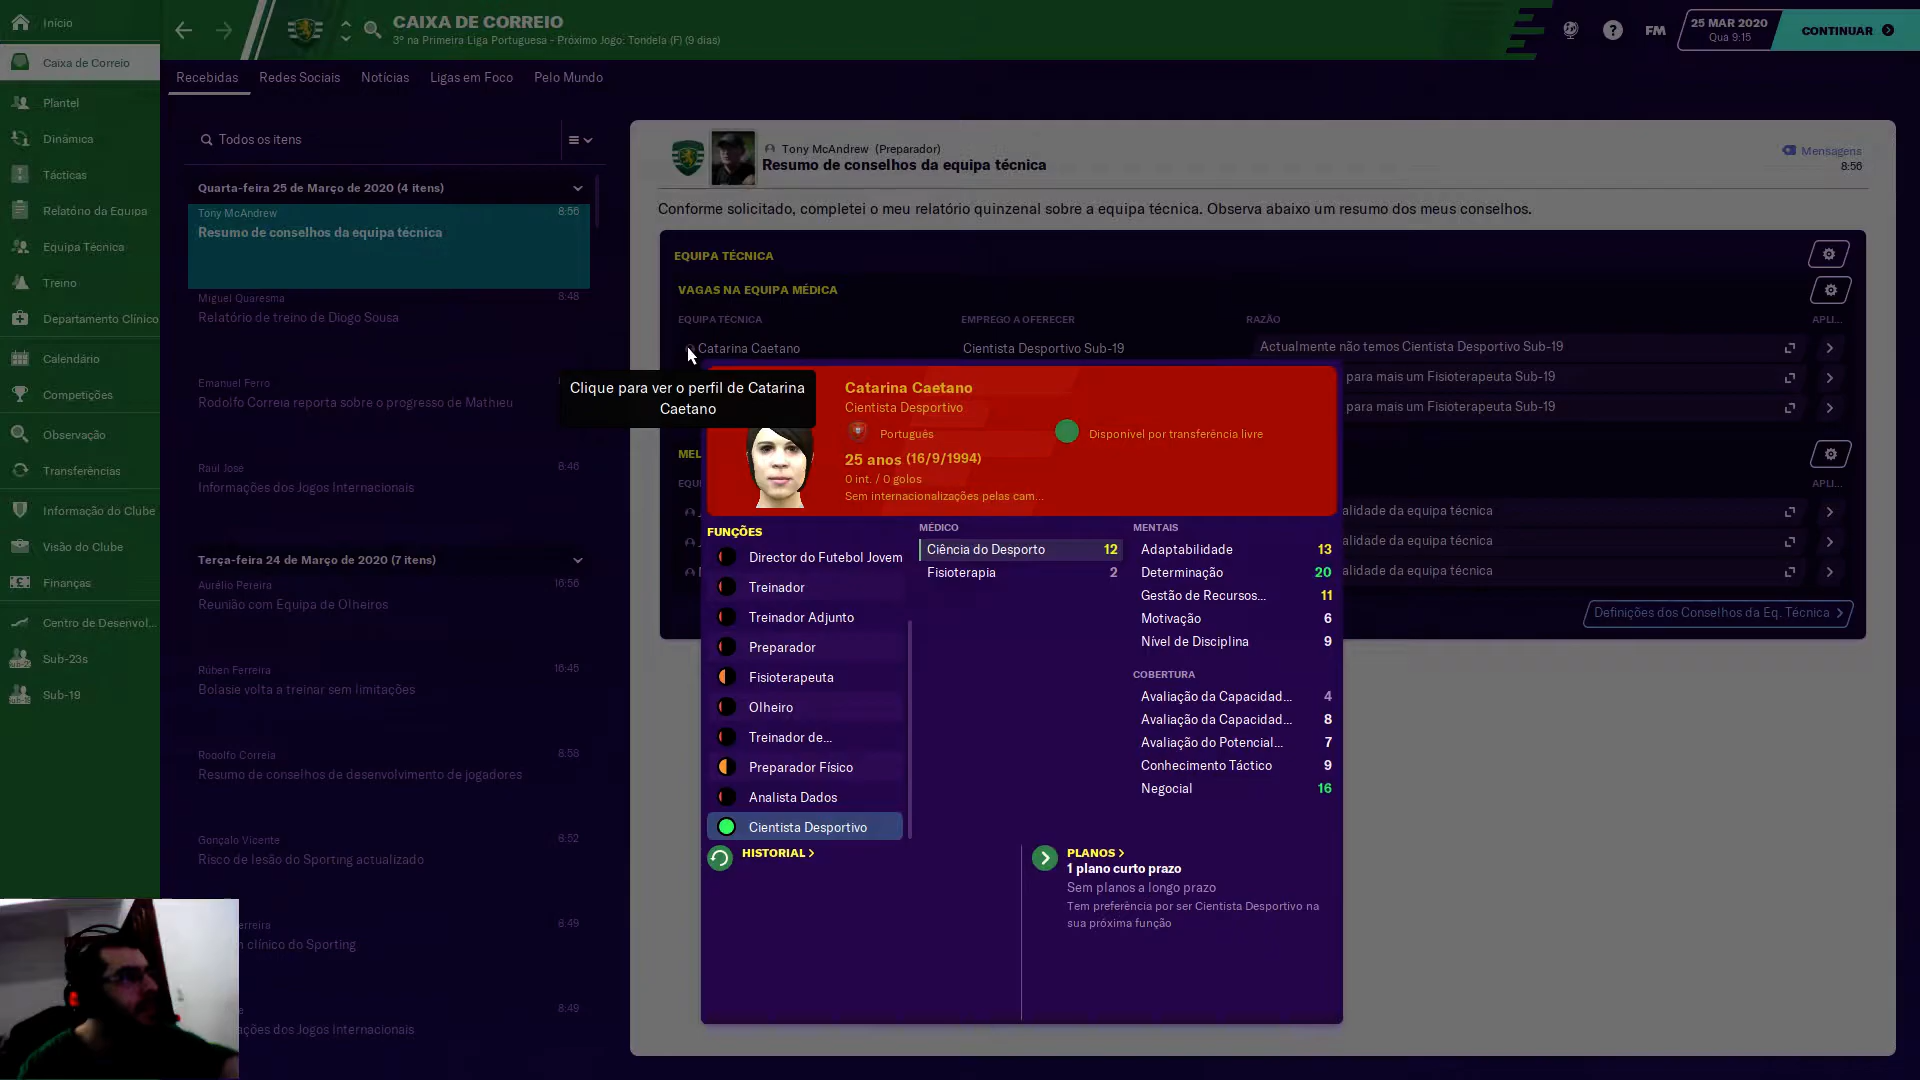 Início
Caixa de Correio
Plantel
Dinâmica
Tácticas
Relatório da Equipa
Equipa Técnica
Treino
Departamento Clínico
Calendário
Competições
Observação
Transferências
Informação do Clube
Visão do Clube
Finanças
Centro de Desenvol...
Sub-23s
Sub-19
CAIXA DE CORREIO
3º na Primeira Liga Portuguesa - Próximo Jogo: Tondela (F) (9 dias)
FM
25 MAR 2020
Qua 9:15
CONTINUAR
Recebidas
Redes Sociais
Notícias
Ligas em Foco
Pelo Mundo
Todos os itens
Quarta-feira 25 de Março de 2020 (4 itens)
Tony McAndrew 8:56
Resumo de conselhos da equipa técnica
Miguel Quaresma 8:48
Relatório de treino de Diogo Sousa
Emanuel Ferro
Rodolfo Correia reporta sobre o progresso de Mathieu
Raul José 8:46
Informações dos Jogos Internacionais
Terça-feira 24 de Março de 2020 (7 itens)
Aurélio Pereira 16:56
Reunião com Equipa de Olheiros
Rúben Ferreira 16:45
Bolasie volta a treinar sem limitações
Rodolfo Correia 8:58
Resumo de conselhos de desenvolvimento de jogadores
Gonçalo Vicente 6:52
Risco de lesão do Sporting actualizado
erreira 6:49
clínico do Sporting
8:49
ações dos Jogos Internacionais
Tony McAndrew (Preparador)
Resumo de conselhos da equipa técnica
Mensagens
8:56
Conforme solicitado, completei o meu relatório quinzenal sobre a equipa técnica. Observa abaixo um resumo dos meus conselhos.
EQUIPA TÉCNICA
VAGAS NA EQUIPA MÉDICA
EQUIPA TÉCNICA EMPREGO A OFERECER RAZÃO APLI...
Catarina Caetano Cientista Desportivo Sub-19 Actualmente não temos Cientista Desportivo Sub-19
para mais um Fisioterapeuta Sub-19
para mais um Fisioterapeuta Sub-19
MEL
EQUI APLI...
alidade da equipa técnica
alidade da equipa técnica
alidade da equipa técnica
Definições dos Conselhos da Eq. Técnica
Clique para ver o perfil de Catarina
Caetano
Catarina Caetano
Cientista Desportivo
Português
Disponível por transferência livre
25 anos (16/9/1994)
0 int. / 0 golos
Sem internacionalizações pelas cam...
FUNÇÕES
Director do Futebol Jovem
Treinador
Treinador Adjunto
Preparador
Fisioterapeuta
Olheiro
Treinador de...
Preparador Físico
Analista Dados
Cientista Desportivo
MÉDICO
Ciência do Desporto 12
Fisioterapia 2
MENTAIS
Adaptabilidade 13
Determinação 20
Gestão de Recursos... 11
Motivação 6
Nível de Disciplina 9
COBERTURA
Avaliação da Capacidad... 4
Avaliação da Capacidad... 8
Avaliação do Potencial... 7
Conhecimento Táctico 9
Negocial 16
HISTORIAL >
PLANOS >
1 plano curto prazo
Sem planos a longo prazo
Tem preferência por ser Cientista Desportivo na
sua próxima função